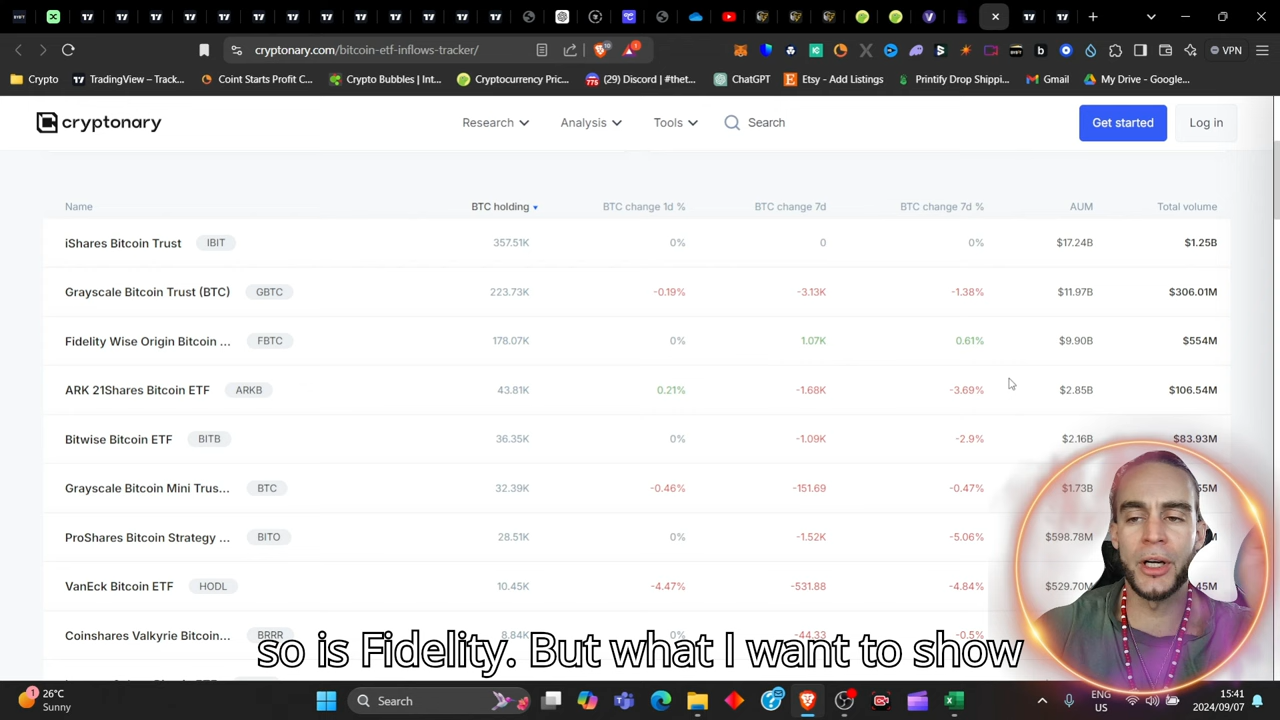 cryptonary.com/bitcoin-etf-inflows-tracker/
10
1
VPN
Crypto
TradingView – Track...
Coint Starts Profit C...
Crypto Bubbles | Int...
Cryptocurrency Pric...
(29) Discord | #thet...
ChatGPT
Etsy - Add Listings
Printify Drop Shippi...
Gmail
My Drive - Google...
cryptonary
Research
Analysis
Tools
Search
Get started
Log in
Name BTC holding BTC change 1d % BTC change 7d BTC change 7d % AUM Total volume
iShares Bitcoin Trust IBIT 357.51K 0% 0 0% $17.24B $1.25B
Grayscale Bitcoin Trust (BTC) GBTC 223.73K -0.19% -3.13K -1.38% $11.97B $306.01M
Fidelity Wise Origin Bitcoin ... FBTC 178.07K 0% 1.07K 0.61% $9.90B $554M
ARK 21Shares Bitcoin ETF ARKB 43.81K 0.21% -1.68K -3.69% $2.85B $106.54M
Bitwise Bitcoin ETF BITB 36.35K 0% -1.09K -2.9% $2.16B $83.93M
Grayscale Bitcoin Mini Trus... BTC 32.39K -0.46% -151.69 -0.47% $1.73B
ProShares Bitcoin Strategy ... BITO 28.51K 0% -1.52K -5.06% $598.78M
VanEck Bitcoin ETF HODL 10.45K -4.47% -531.88 -4.84% $529.70M
Coinshares Valkyrie Bitcoin... BRRR 8.84K 0% -44.33 -0.5%
so is Fidelity. But what I want to show
26°C
Sunny
Search
ENG
US
15:41
2024/09/07